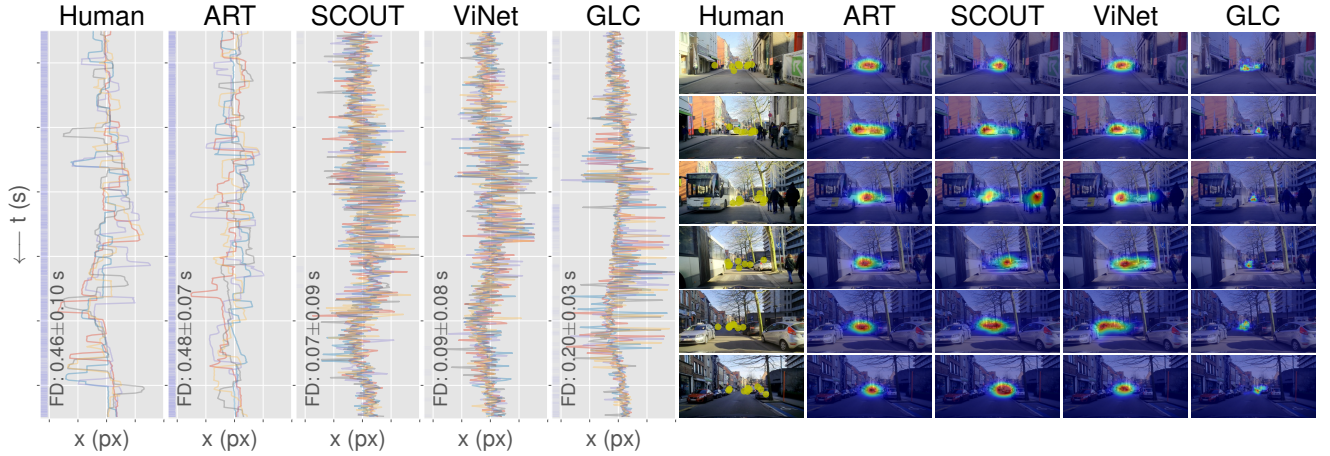 Human ART SCOUT ViNet GLC Human ART SCOUT ViNet GLC
← t (s)
FD: 0.46±0.10 s
FD: 0.48±0.07 s
FD: 0.07±0.09 s
FD: 0.09±0.08 s
FD: 0.20±0.03 s
x (px) x (px) x (px) x (px) x (px)